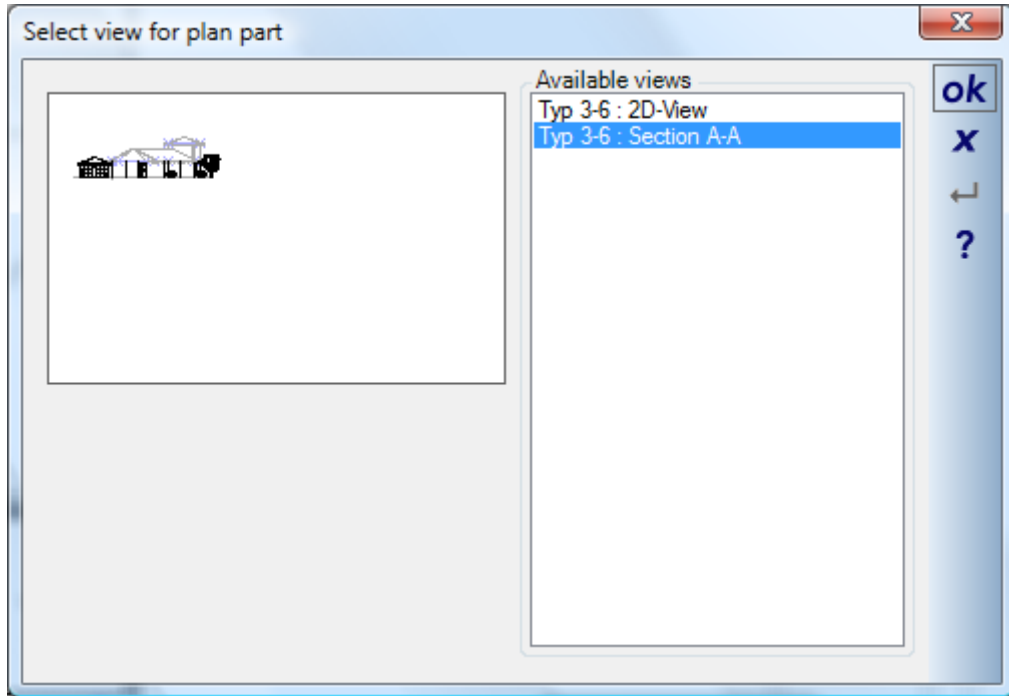 Select view for plan part
x
Available views
Typ 3-6 : 2D-View
Typ 3-6 : Section A-A
ok
x
?